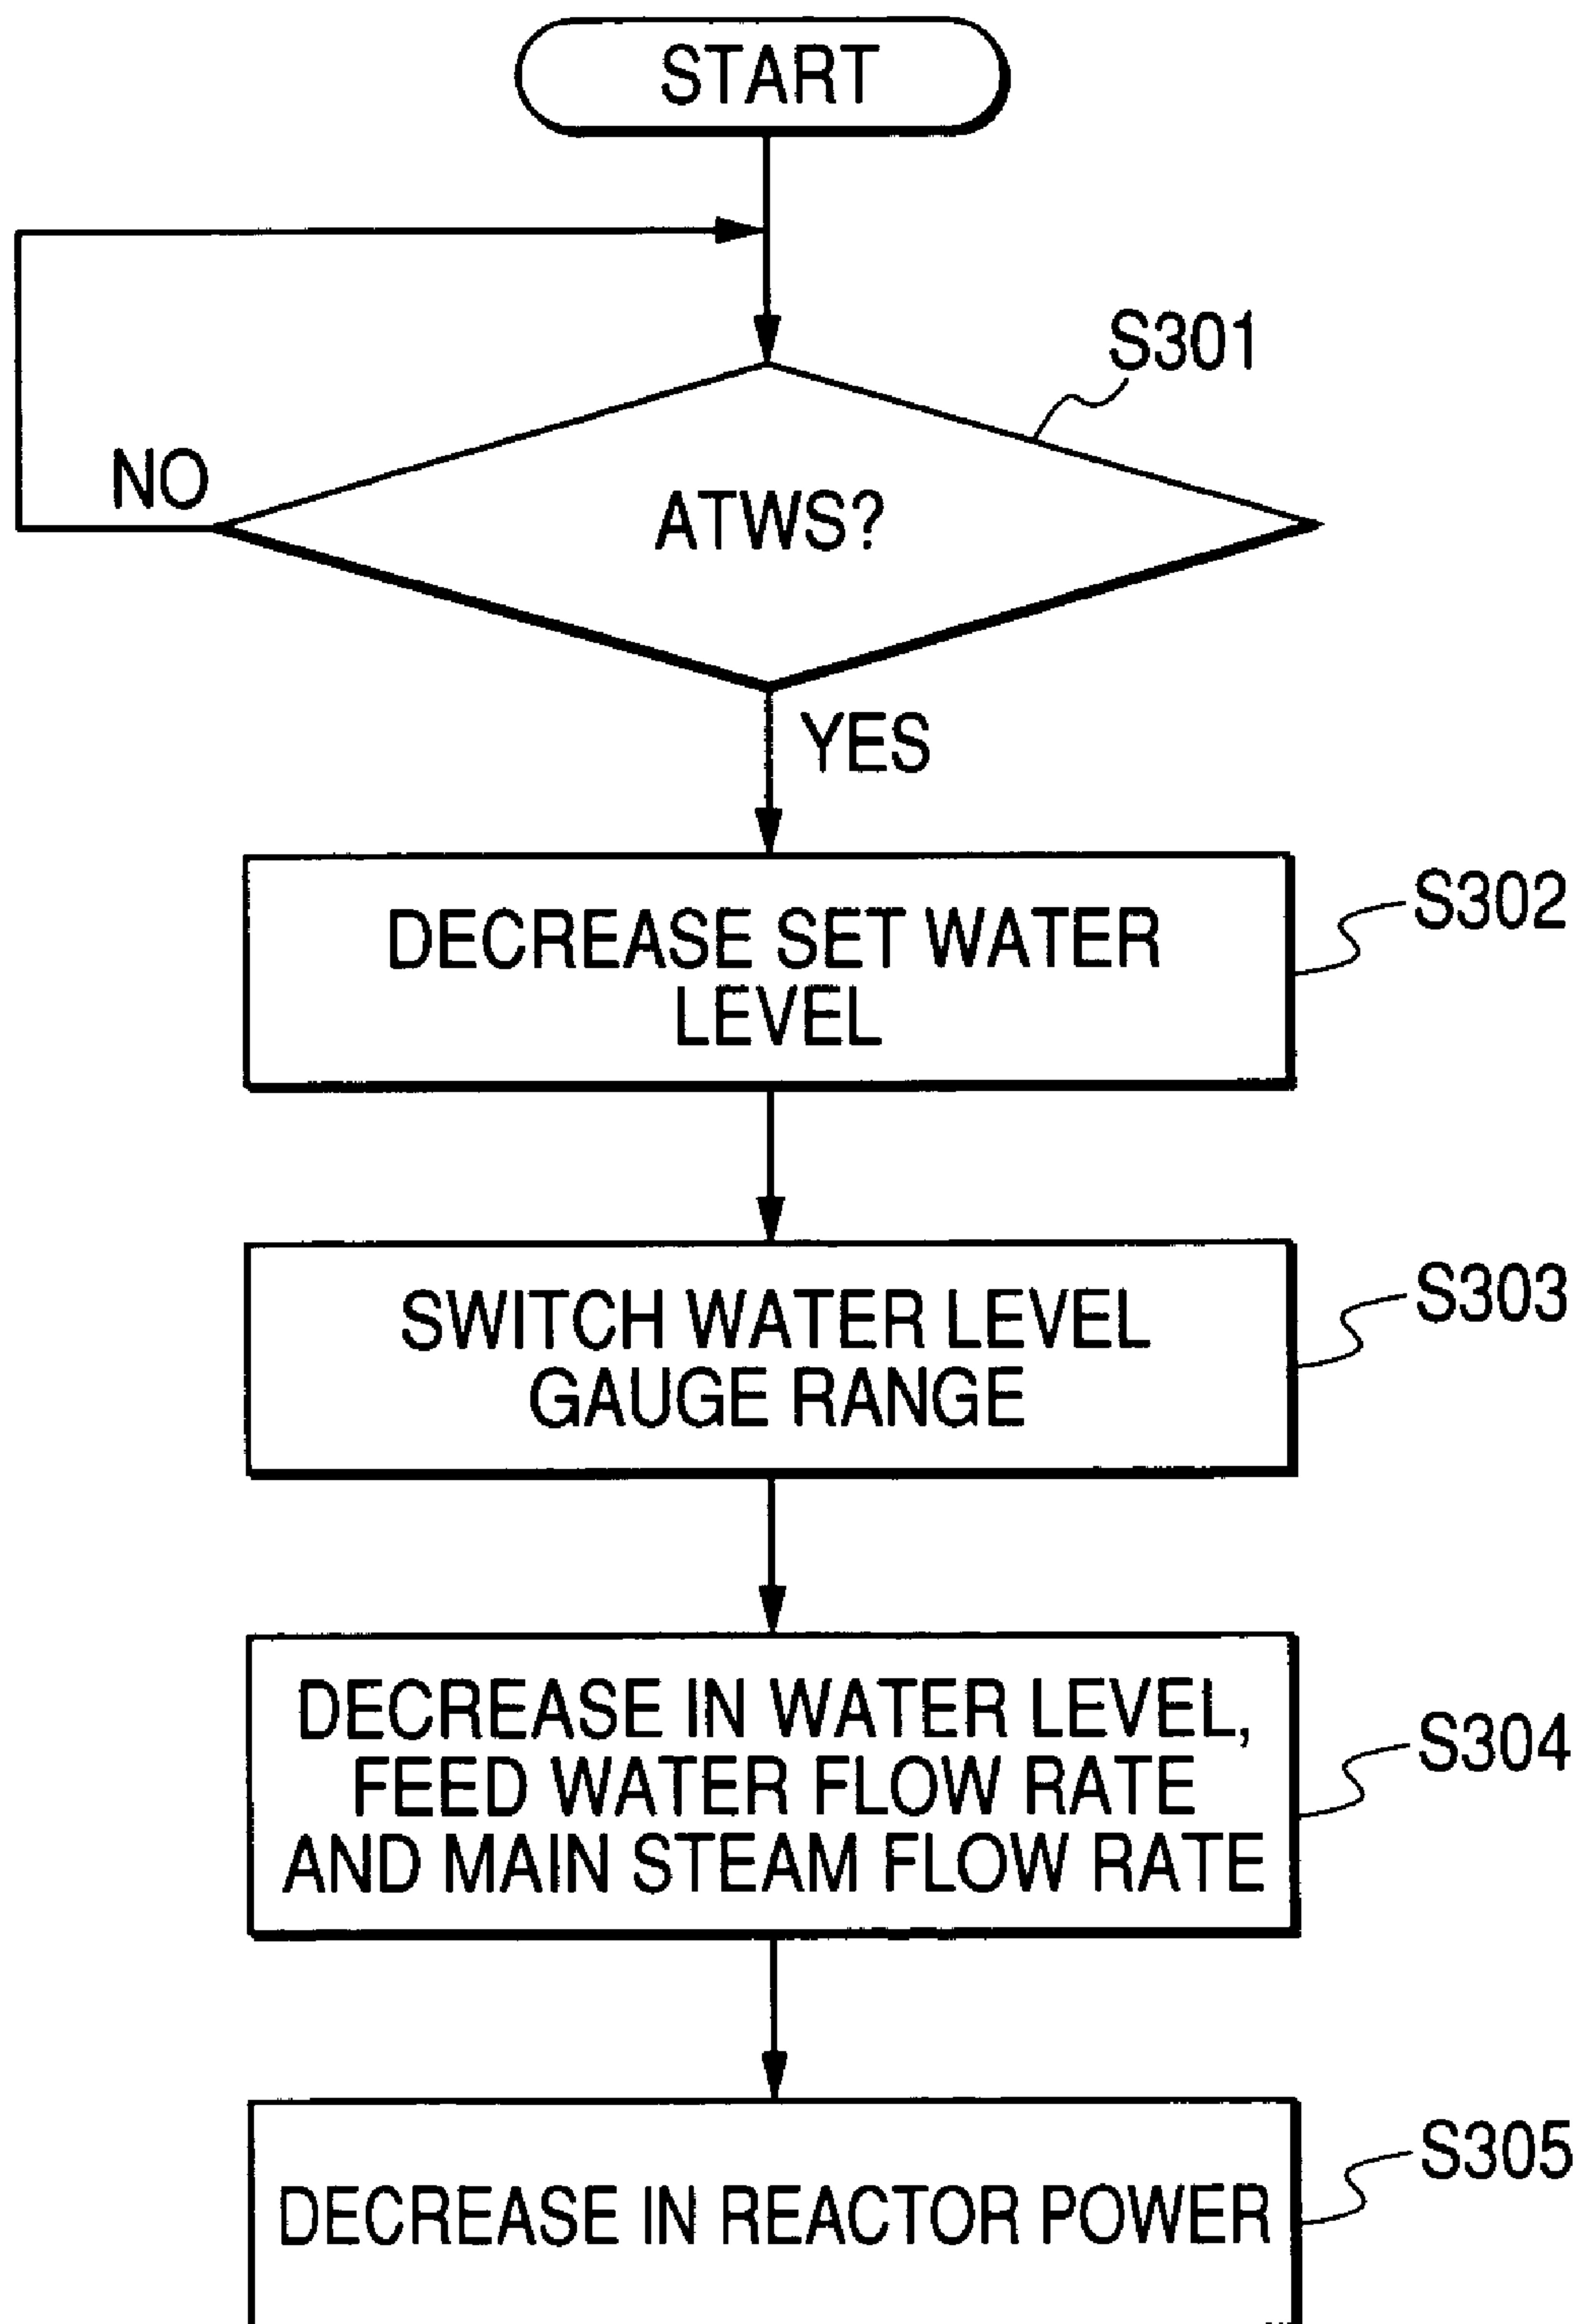 START
S301
NO
ATWS?
YES
DECREASE SET WATER
LEVEL
S302
SWITCH WATER LEVEL
GAUGE RANGE
S303
DECREASE IN WATER LEVEL,
FEED WATER FLOW RATE
AND MAIN STEAM FLOW RATE
S304
DECREASE IN REACTOR POWER
S305